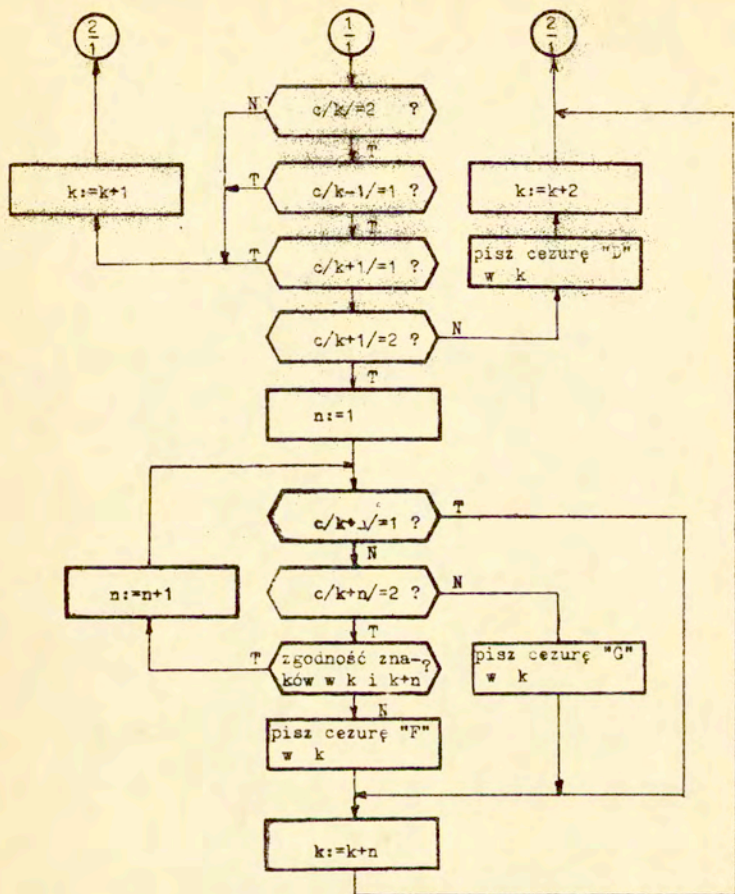 2
1
1
1
2
1
N
c/k/=2 ?
T
k:=k+1
T
c/k-1/=1 ?
k:=k+2
T
T
c/k+1/=1 ?
pisz cezurę "D"
w k
c/k+1/=2 ?
N
T
n:=1
T
N
n:=n+1
c/k+n/=2 ?
N
T
T
zgodność zna-?
ków w k i k+n
pisz cezurę "G"
w k
N
pisz cezurę "F"
w k
k:=k+n